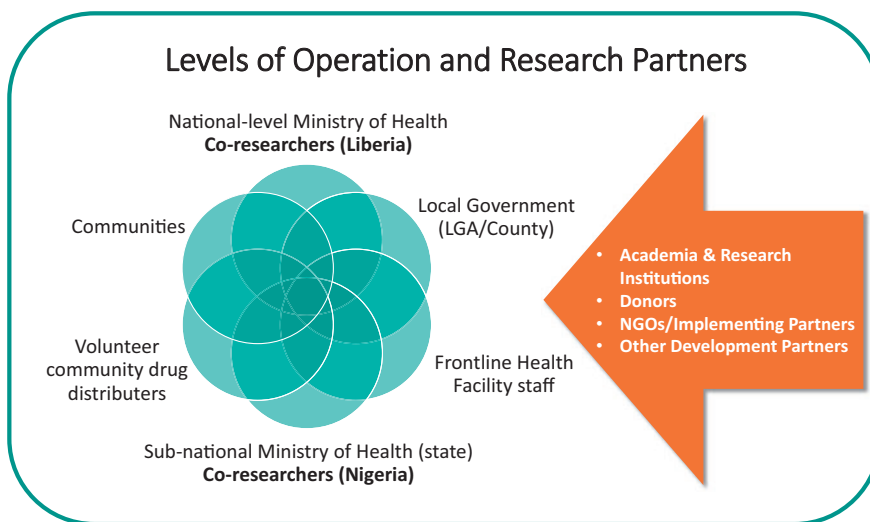 Levels of Operation and Research Partners
National-level Ministry of Health
Co-researchers (Liberia)
Communities
Local Government
(LGA/County)
Volunteer
community drug
distributers
Frontline Health
Facility staff
Sub-national Ministry of Health (state)
Co-researchers (Nigeria)
• Academia & Research
Institutions
• Donors
• NGOs/Implementing Partners
• Other Development Partners